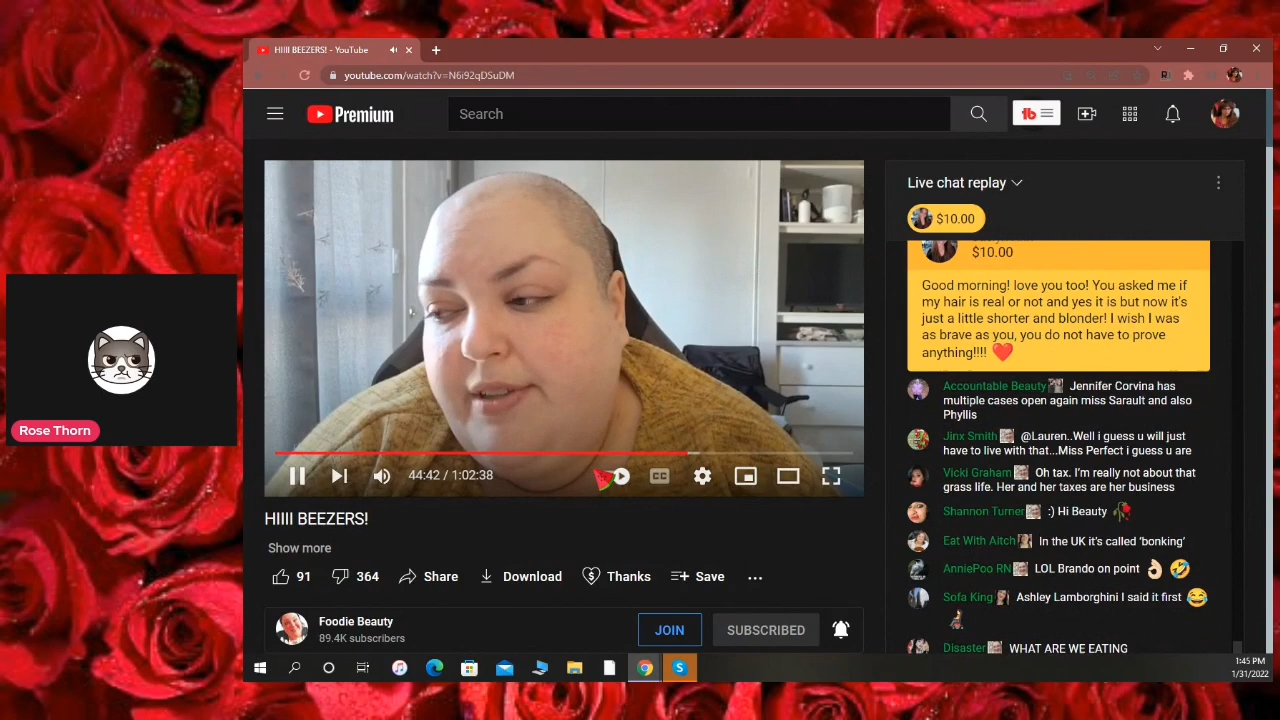 HIIII BEEZERS! - YouTube
youtube.com/watch?v=N6i92qDSuDM
Premium
Search
Live chat replay
$10.00
$10.00
Good morning! love you too! You asked me if
my hair is real or not and yes it is but now it's
just a little shorter and blonder! I wish I was
as brave as you, you do not have to prove
anything!!!! ❤️
Accountable Beauty Jennifer Corvina has
multiple cases open again miss Sarault and also
Phyllis
Jinx Smith @Lauren..Well i guess u will just
have to live with that...Miss Perfect i guess u are
Vicki Graham Oh tax. I'm really not about that
grass life. Her and her taxes are her business
Shannon Turner :) Hi Beauty
Eat With Aitch In the UK it's called 'bonking'
AnniePoo RN LOL Brando on point 👌 🤣
Sofa King Ashley Lamborghini I said it first 😂
Disaster WHAT ARE WE EATING
Rose Thorn
44:42 / 1:02:38
CC
HIIII BEEZERS!
Show more
91
364
Share
Download
Thanks
Save
Foodie Beauty
89.4K subscribers
JOIN
SUBSCRIBED
1:45 PM
1/31/2022